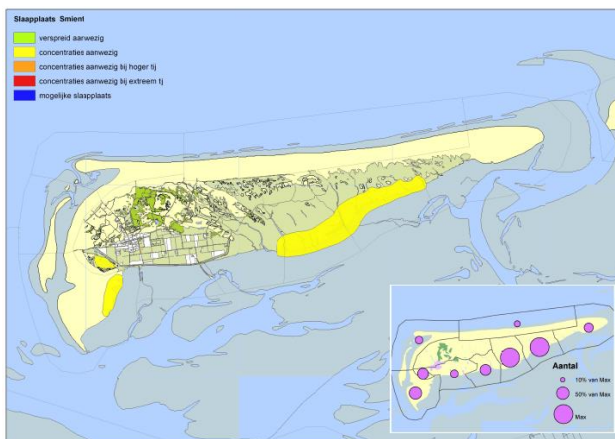 Slaapplaats Smient
verspreid aanwezig
concentraties aanwezig
concentraties aanwezig bij hoger tij
concentraties aanwezig bij extreem tij
mogelijke slaapplaats
Aantal
10% van Max
50% van Max
Max